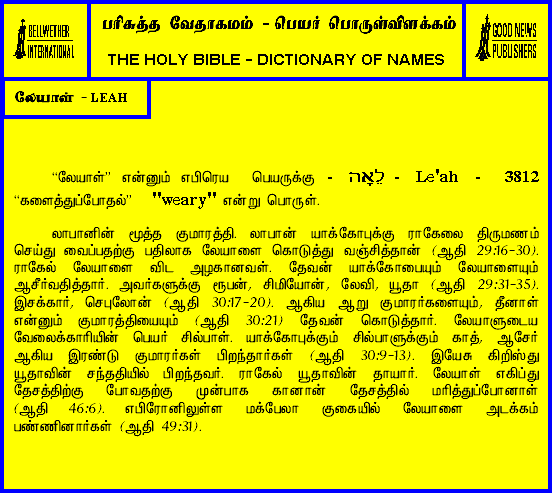 BELLWETHER
INTERNATIONAL
பரிசுத்த வேதாகமம் - பெயர் பொருள்விளக்கம்
THE HOLY BIBLE - DICTIONARY OF NAMES
GOOD NEWS
PUBLISHERS
லேயாள் - LEAH
“லேயாள்” என்னும் எபிரெய பெயருக்கு - לֵאָה - Le'ah - 3812
“களைத்துப்போதல்” "weary" என்று பொருள்.
லாபானின் மூத்த குமாரத்தி. லாபான் யாக்கோபுக்கு ராகேலை திருமணம்
செய்து வைப்பதற்கு பதிலாக லேயாளை கொடுத்து வஞ்சித்தான் (ஆதி 29:16-30).
ராகேல் லேயாளை விட அழகானவள். தேவன் யாக்கோபையும் லேயாளையும்
ஆசீர்வதித்தார். அவர்களுக்கு ரூபன், சிமியோன், லேவி, யூதா (ஆதி 29:31-35).
இசக்கார், செபுலோன் (ஆதி 30:17-20). ஆகிய ஆறு குமாரர்களையும், தீனாள்
என்னும் குமாரத்தியையும் (ஆதி 30:21) தேவன் கொடுத்தார். லேயாளுடைய
வேலைக்காரியின் பெயர் சில்பாள். யாக்கோபுக்கும் சில்பாளுக்கும் காத், ஆசேர்
ஆகிய இரண்டு குமாரர்கள் பிறந்தார்கள் (ஆதி 30:9-13). இயேசு கிறிஸ்து
யூதாவின் சந்ததியில் பிறந்தவர். ராகேல் யூதாவின் தாயார். லேயாள் எகிப்து
தேசத்திற்கு போவதற்கு முன்பாக கானான் தேசத்தில் மரித்துப்போனாள்
(ஆதி 46:6). எபிரோனிலுள்ள மக்பேலா குகையில் லேயாளை அடக்கம்
பண்ணினார்கள் (ஆதி 49:31).